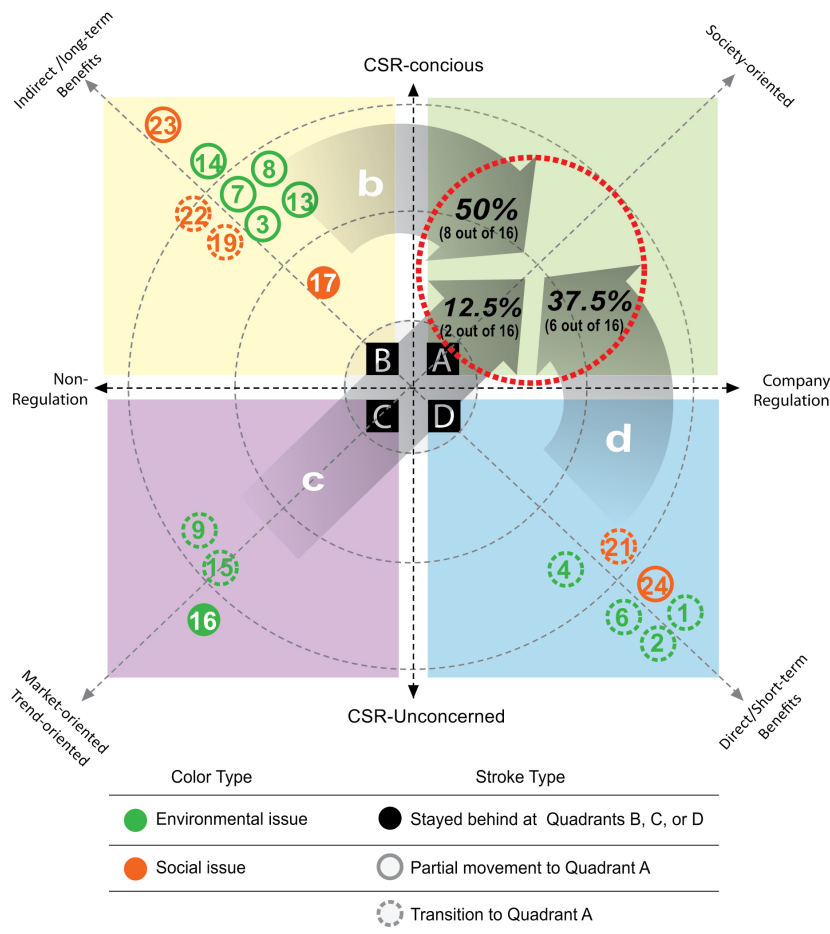 Indirect /long-term
Benefits
CSR-concious
Society-oriented
23
14
8
7
13
3
22
19
17
b
50%
(8 out of 16)
12.5%
(2 out of 16)
37.5%
(6 out of 16)
B
A
C
D
Non-
Regulation
Company
Regulation
c
d
9
15
16
21
4
24
6
1
2
Market-oriented
Trend-oriented
CSR-Unconcerned
Direct/Short-term
Benefits
Color Type
Stroke Type
Environmental issue
Stayed behind at Quadrants B, C, or D
Social issue
Partial movement to Quadrant A
Transition to Quadrant A